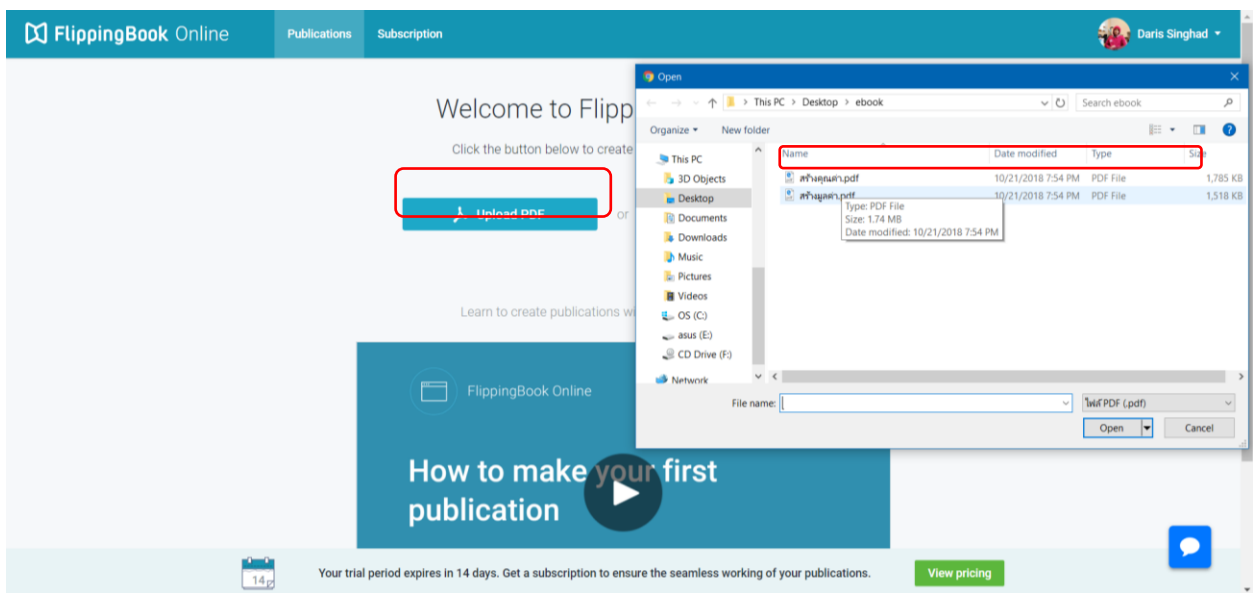 FlippingBook Online
Publications
Subscription
Daris Singhad
Welcome to Flipp
Click the button below to create
Upload PDF
or
Learn to create publications wi
FlippingBook Online
How to make your first
publication
14
Your trial period expires in 14 days. Get a subscription to ensure the seamless working of your publications.
View pricing
Open
This PC > Desktop > ebook
Search ebook
Organize
New folder
This PC
3D Objects
Desktop
Documents
Downloads
Music
Pictures
Videos
OS (C:)
asus (E:)
CD Drive (F:)
Network
Name Date modified Type Size
สร้างคุณค่า.pdf 10/21/2018 7:54 PM PDF File 1,785 KB
สร้างมูลค่า.pdf 10/21/2018 7:54 PM PDF File 1,518 KB
Type: PDF File
Size: 1.74 MB
Date modified: 10/21/2018 7:54 PM
File name:
ไฟล์ PDF (.pdf)
Open
Cancel